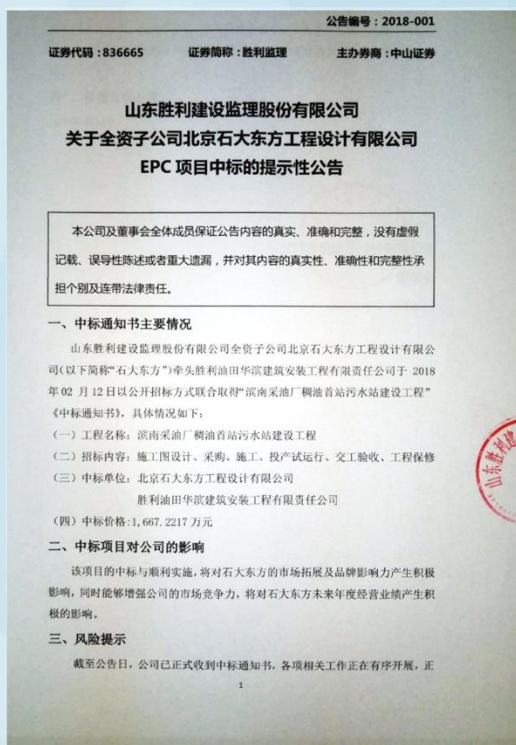 公告编号：2018-001
证券代码：836665 证券简称：胜利监理 主办券商：中山证券
山东胜利建设监理股份有限公司
关于全资子公司北京石大东方工程设计有限公司
EPC 项目中标的提示性公告
本公司及董事会全体成员保证公告内容的真实、准确和完整，没有虚假
记载、误导性陈述或者重大遗漏，并对其内容的真实性、准确性和完整性承
担个别及连带法律责任。
一、中标通知书主要情况
山东胜利建设监理股份有限公司全资子公司北京石大东方工程设计有限公
司(以下简称“石大东方”)牵头胜利油田华滨建筑安装工程有限责任公司于 2018
年 02 月 12 日以公开招标方式联合取得“滨南采油厂稠油首站污水站建设工程”
《中标通知书》，具体情况如下：
（一）工程名称：滨南采油厂稠油首站污水站建设工程
（二）招标内容：施工图设计、采购、施工、投产试运行、交工验收、工程保修
（三）中标单位：北京石大东方工程设计有限公司
胜利油田华滨建筑安装工程有限责任公司
（四）中标价格：1,667.2217 万元
二、中标项目对公司的影响
该项目的中标与顺利实施，将对石大东方的市场拓展及品牌影响力产生积极
影响，同时能够增强公司的市场竞争力，将对石大东方未来年度经营业绩产生积
极的影响。
三、风险提示
截至公告日，公司已正式收到中标通知书，各项相关工作正在有序开展，正
1
山东胜利建